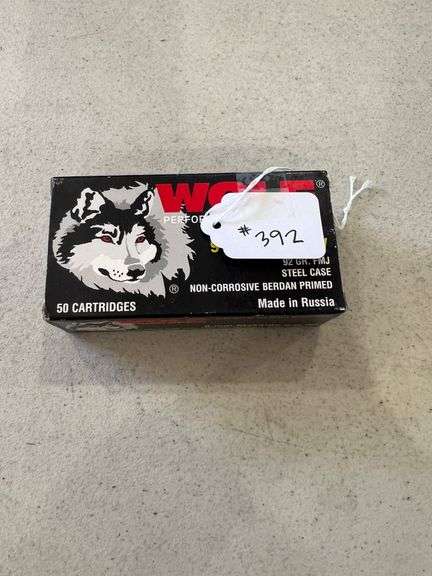 WOLF®
#392
92 GR. FMJ
STEEL CASE
® NON-CORROSIVE BERDAN PRIMED
50 CARTRIDGES
Made in Russia